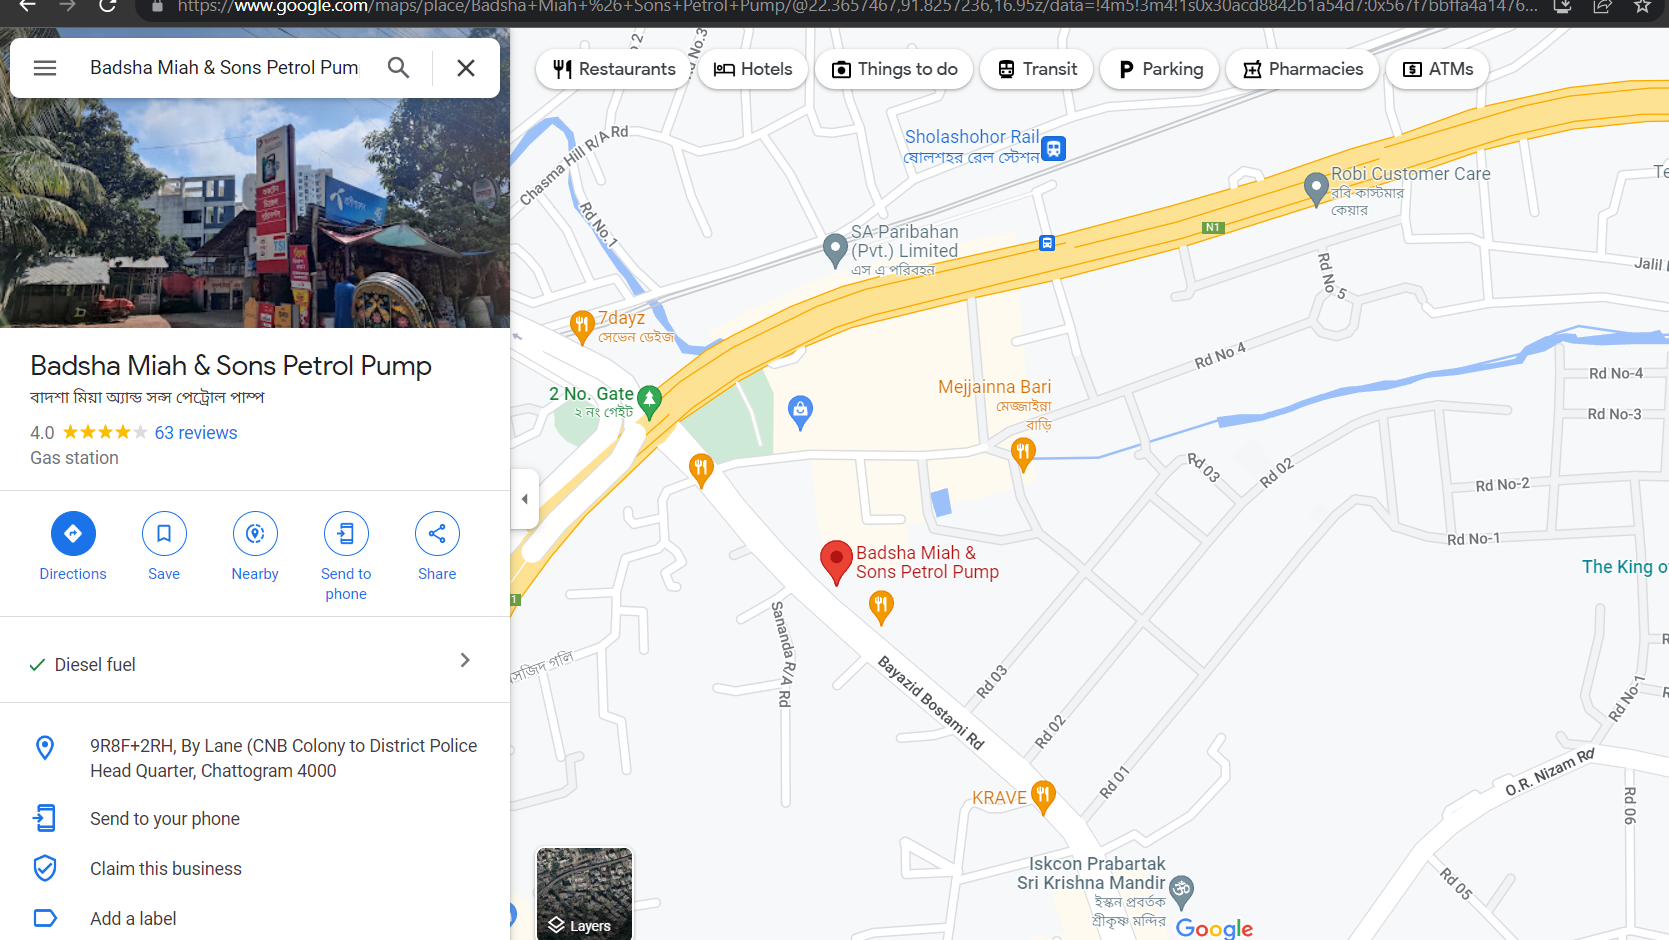 https://www.google.com/maps/place/Badsha+Miah+%26+Sons+Petrol+Pump/@22.3657467,91.8257236,16.95z/data=!4m5!3m4!1s0x30acd8842b1a54d7:0x567f7bbffa4a1476...
Badsha Miah & Sons Petrol Pum
Restaurants
Hotels
Things to do
Transit
Parking
Pharmacies
ATMs
Badsha Miah & Sons Petrol Pump
বাদশা মিয়া অ্যান্ড সন্স পেট্রোল পাম্প
4.0
63 reviews
Gas station
Directions
Save
Nearby
Send to
phone
Share
Diesel fuel
9R8F+2RH, By Lane (CNB Colony to District Police
Head Quarter, Chattogram 4000
Send to your phone
Claim this business
Add a label
Chasma Hill R/A Rd
Rd No.1
Sholashohor Rail
ষোলশহর রেল স্টেশন
Robi Customer Care
রবি কাস্টমার
কেয়ার
SA Paribahan
(Pvt.) Limited
এস এ পরিবহন
N1
Rd No 5
Jalil
7dayz
সেভেন ডেইজ
2 No. Gate
২ নং গেইট
Rd No 4
Mejjainna Bari
মেজ্জাইন্না
বাড়ি
Rd No-4
Rd No-3
Rd 03
Rd 02
Rd No-2
Rd No-1
Badsha Miah &
Sons Petrol Pump
The King o
1
Sananda R/A Rd
সজিদ গলি
Bayazid Bostami Rd
Rd 03
Rd 02
Rd 01
Rd No-1
O.R. Nizam Rd
Rd 06
KRAVE
Iskcon Prabartak
Sri Krishna Mandir
ইস্কন প্রবর্তক
শ্রীকৃষ্ণ মন্দির
Rd 05
Layers
Google